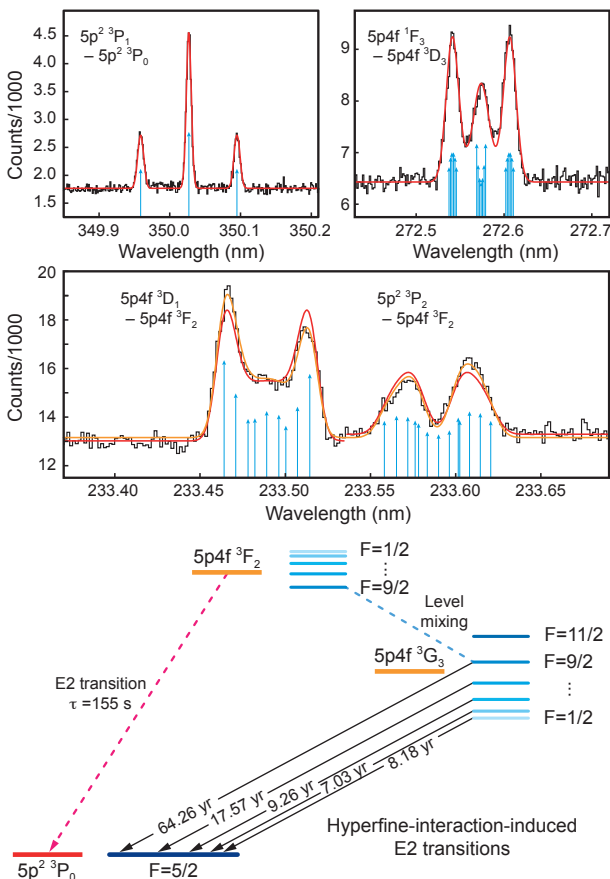 5p² ³P₁
– 5p² ³P₀
Counts/1000
4.5
4.0
3.5
3.0
2.5
2.0
1.5
349.9 350.0 350.1 350.2
Wavelength (nm)
5p4f ¹F₃
– 5p4f ³D₃
9
8
7
6
272.5 272.6 272.7
Wavelength (nm)
5p4f ³D₁
– 5p4f ³F₂
5p² ³P₂
– 5p4f ³F₂
Counts/1000
20
18
16
14
12
233.40 233.45 233.50 233.55 233.60 233.65
Wavelength (nm)
5p4f ³F₂
F=1/2
⋮
F=9/2
Level
mixing
F=11/2
5p4f ³G₃
F=9/2
⋮
F=1/2
E2 transition
τ =155 s
64.26 yr
17.57 yr
9.26 yr
7.03 yr
8.18 yr
Hyperfine-interaction-induced
E2 transitions
5p² ³P₀
F=5/2